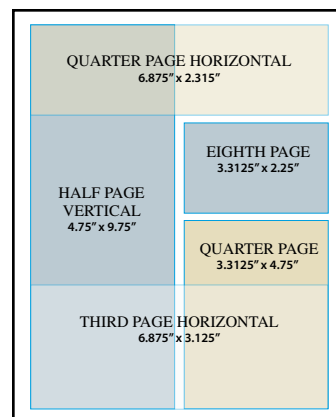 QUARTER PAGE HORIZONTAL
6.875” x 2.315”
EIGHTH PAGE
3.3125” x 2.25”
HALF PAGE
VERTICAL
4.75” x 9.75”
QUARTER PAGE
3.3125” x 4.75”
THIRD PAGE HORIZONTAL
6.875” x 3.125”